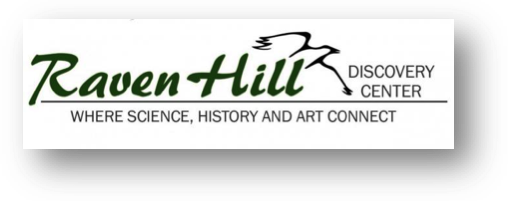 Raven Hill DISCOVERY
CENTER
WHERE SCIENCE, HISTORY AND ART CONNECT